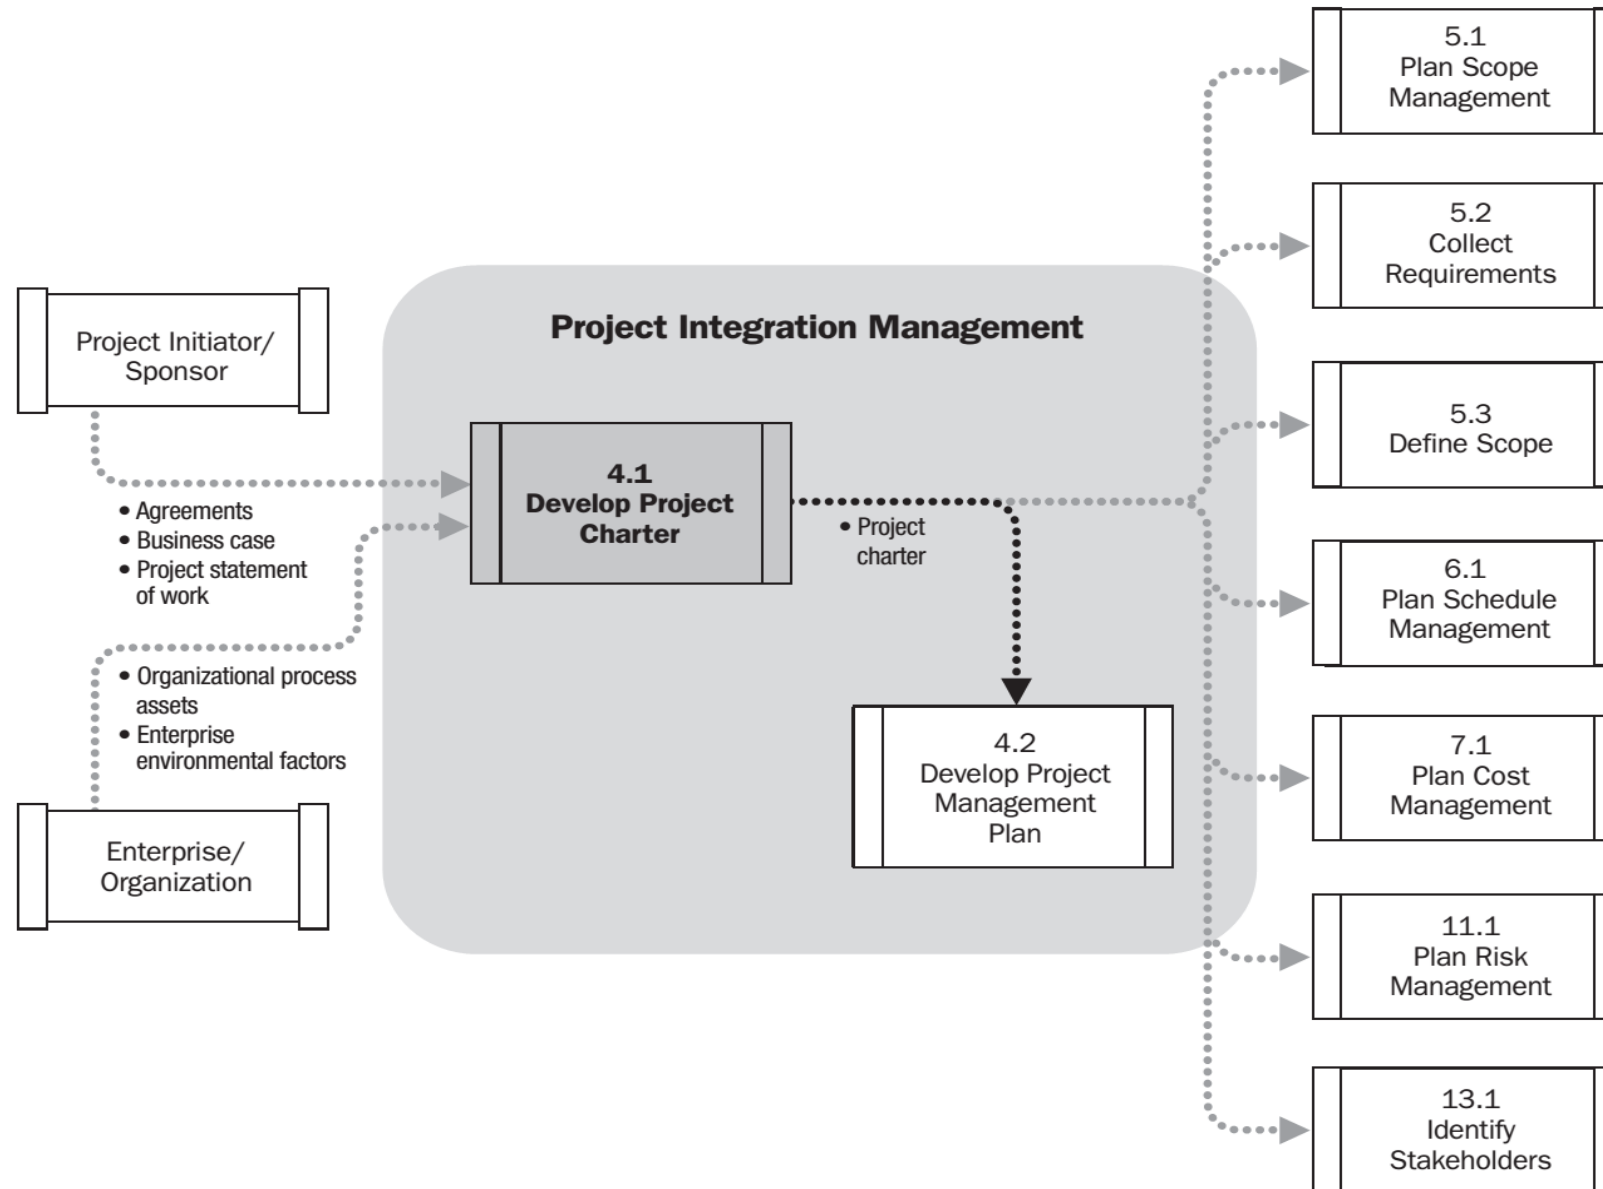 Project Initiator/
Sponsor
• Agreements
• Business case
• Project statement
of work
• Organizational process
assets
• Enterprise
environmental factors
Enterprise/
Organization
Project Integration Management
4.1
Develop Project
Charter
• Project
charter
4.2
Develop Project
Management
Plan
5.1
Plan Scope
Management
5.2
Collect
Requirements
5.3
Define Scope
6.1
Plan Schedule
Management
7.1
Plan Cost
Management
11.1
Plan Risk
Management
13.1
Identify
Stakeholders